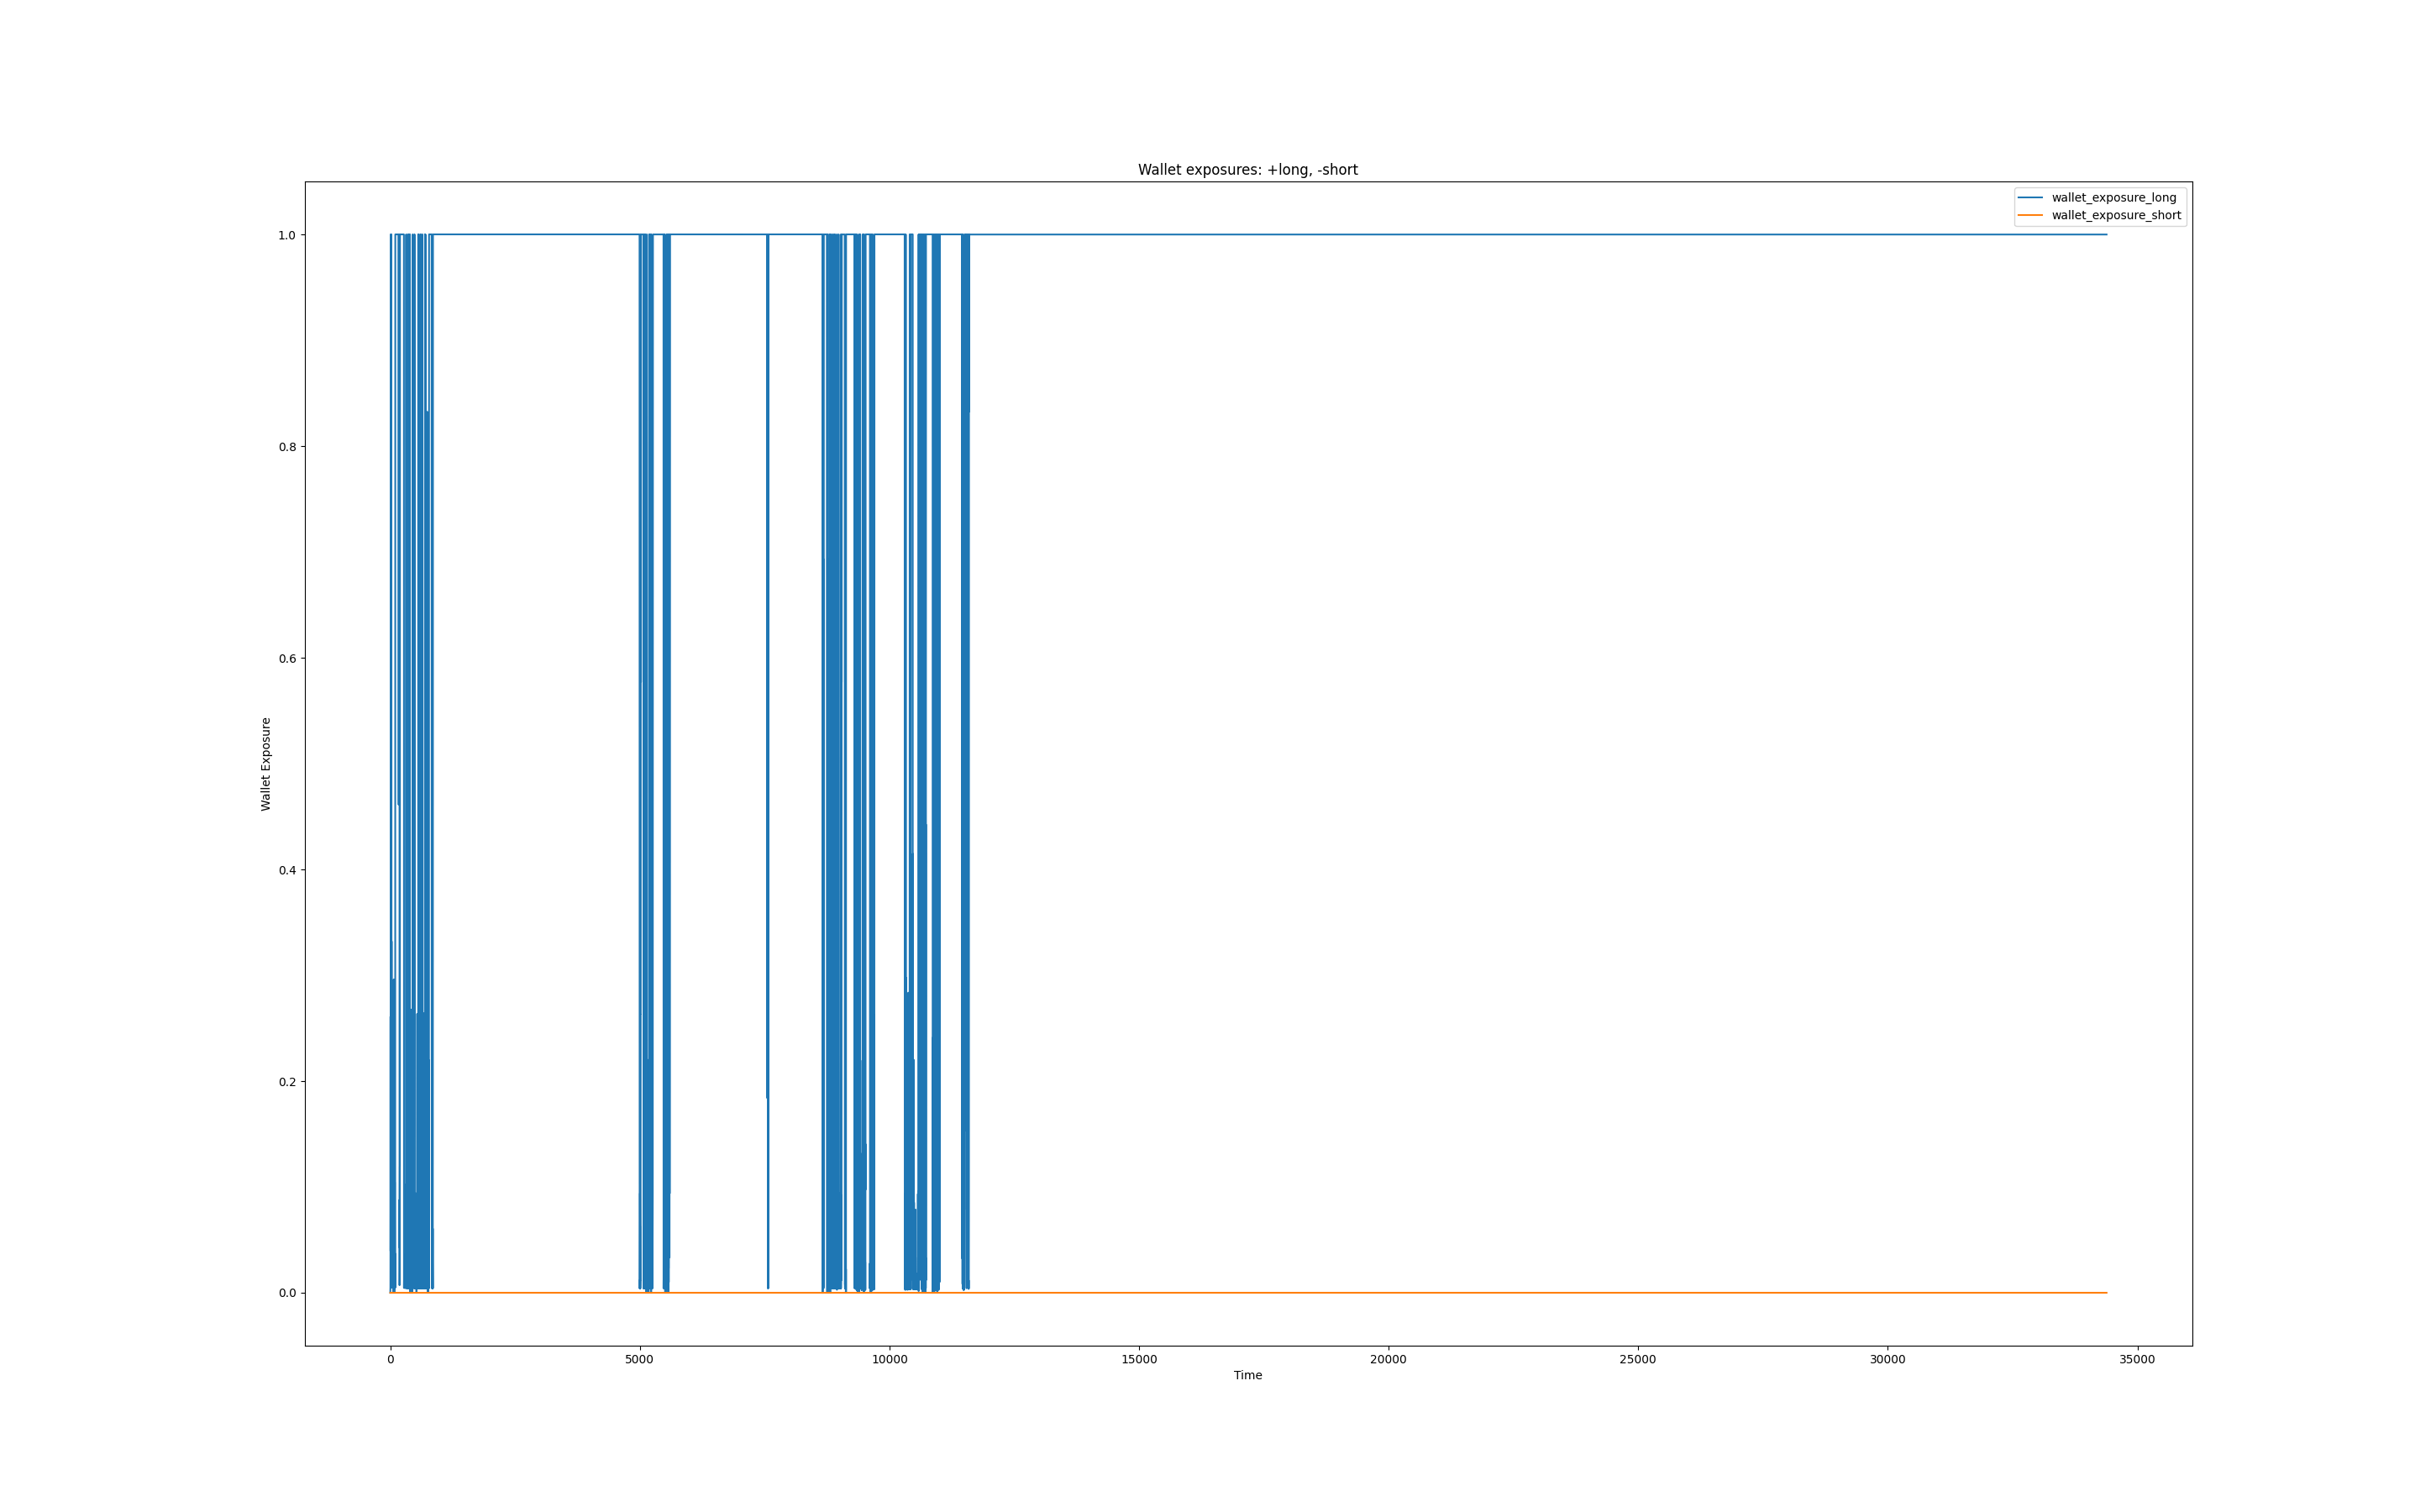 Wallet exposures: +long, -short
wallet_exposure_long
wallet_exposure_short
1.0
0.8
0.6
0.4
0.2
0.0
Wallet Exposure
0 5000 10000 15000 20000 25000 30000 35000
Time